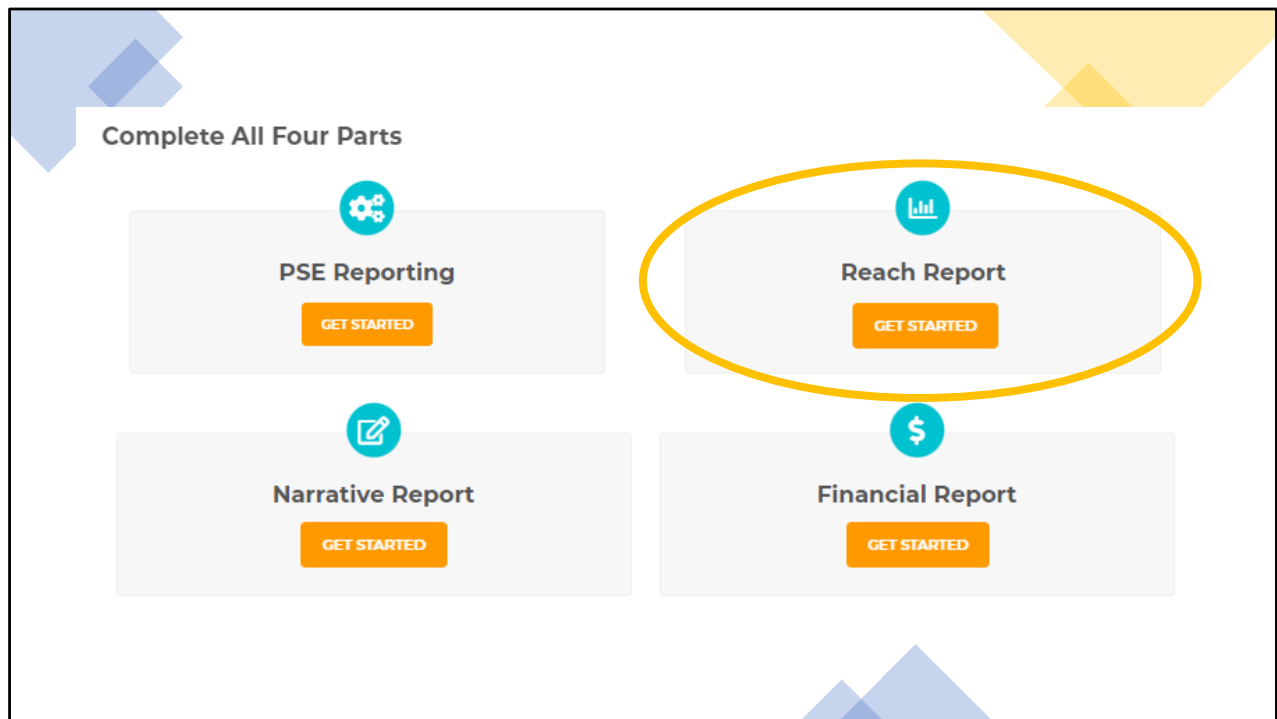 Complete All Four Parts
PSE Reporting
GET STARTED
Reach Report
GET STARTED
Narrative Report
GET STARTED
$
Financial Report
GET STARTED